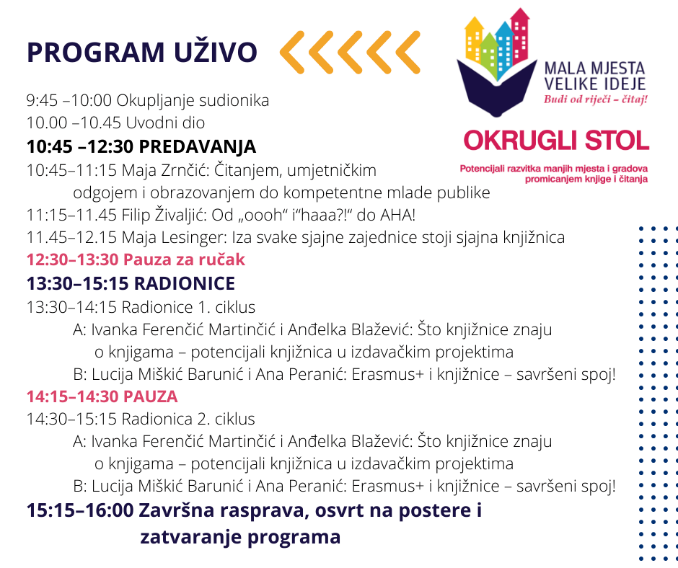 PROGRAM UŽIVO
MALA MJESTA
VELIKE IDEJE
Budi od riječi – čitaj!
OKRUGLI STOL
Potencijali razvitka manjih mjesta i gradova
promicanjem knjige i čitanja
9:45 –10:00 Okupljanje sudionika
10.00 –10.45 Uvodni dio
10:45 –12:30 PREDAVANJA
10:45–11:15 Maja Zrnčić: Čitanjem, umjetničkim
odgojem i obrazovanjem do kompetentne mlade publike
11:15–11.45 Filip Živaljić: Od „oooh“ i“haaa?!“ do AHA!
11.45–12.15 Maja Lesinger: Iza svake sjajne zajednice stoji sjajna knjižnica
12:30–13:30 Pauza za ručak
13:30–15:15 RADIONICE
13:30–14:15 Radionice 1. ciklus
A: Ivanka Ferenčić Martinčić i Anđelka Blažević: Što knjižnice znaju
o knjigama – potencijali knjižnica u izdavačkim projektima
B: Lucija Miškić Barunić i Ana Peranić: Erasmus+ i knjižnice – savršeni spoj!
14:15–14:30 PAUZA
14:30–15:15 Radionica 2. ciklus
A: Ivanka Ferenčić Martinčić i Anđelka Blažević: Što knjižnice znaju
o knjigama – potencijali knjižnica u izdavačkim projektima
B: Lucija Miškić Barunić i Ana Peranić: Erasmus+ i knjižnice – savršeni spoj!
15:15–16:00 Završna rasprava, osvrt na postere i
zatvaranje programa